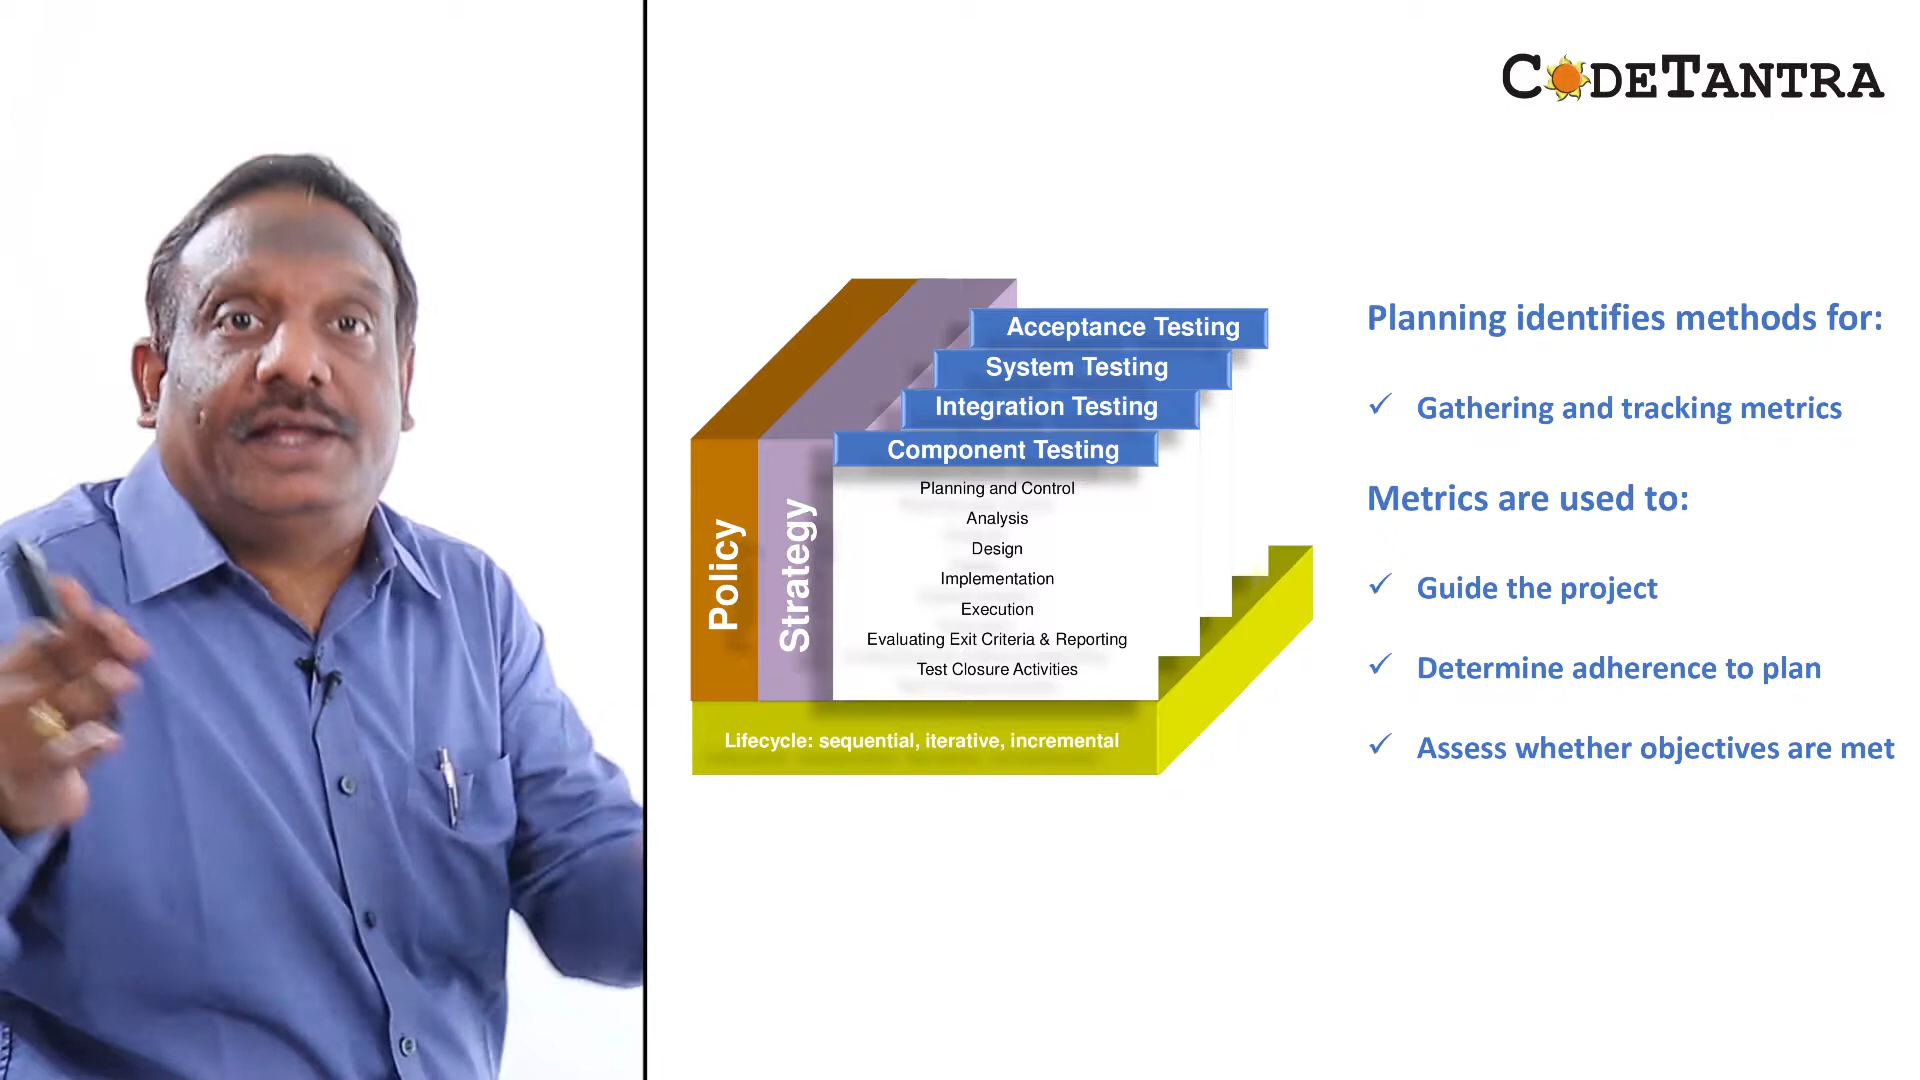 CODETANTRA
Acceptance Testing
System Testing
Integration Testing
Component Testing
Planning and Control
Analysis
Design
Implementation
Execution
Evaluating Exit Criteria & Reporting
Test Closure Activities
Policy
Strategy
Lifecycle: sequential, iterative, incremental
Planning identifies methods for:
✓ Gathering and tracking metrics
Metrics are used to:
✓ Guide the project
✓ Determine adherence to plan
✓ Assess whether objectives are met